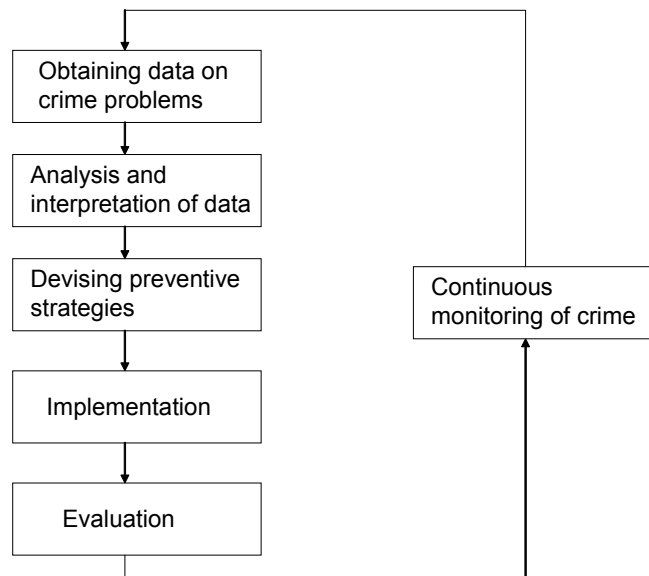 Obtaining data on
crime problems
Analysis and
interpretation of data
Devising preventive
strategies
Continuous
monitoring of crime
Implementation
Evaluation